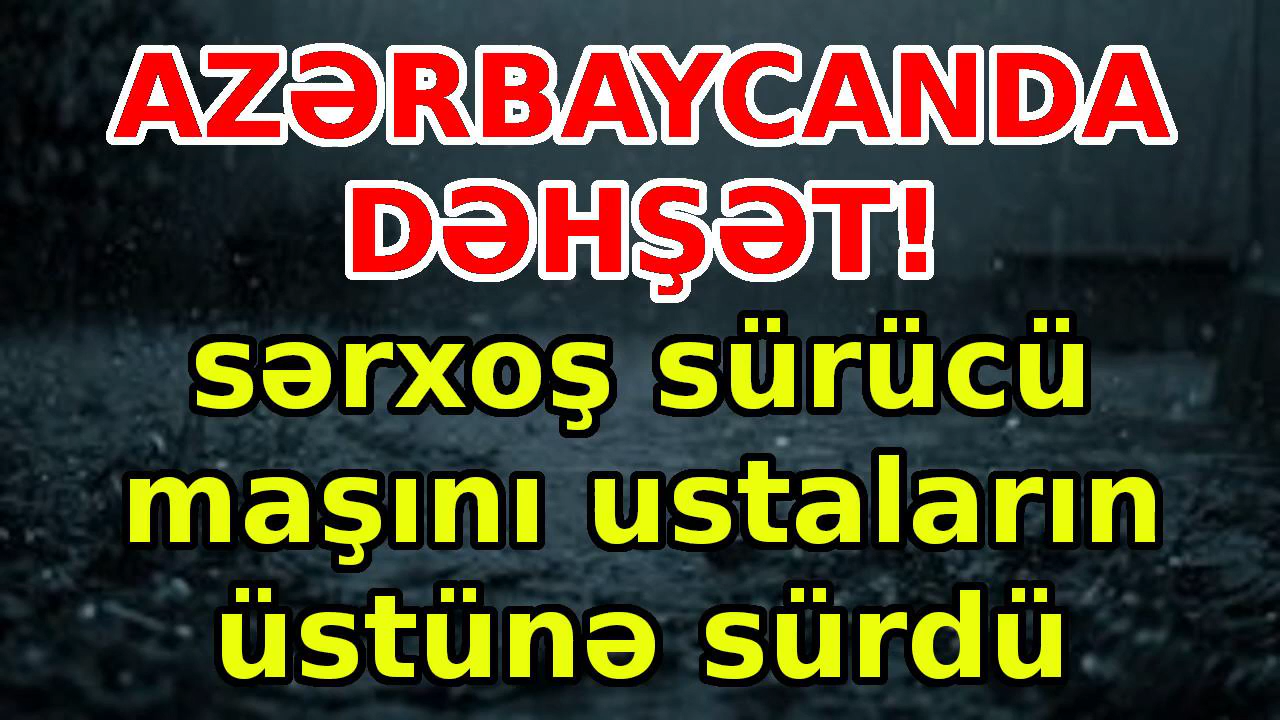 AZƏRBAYCANDA
DƏHŞƏT!
sərxoş sürücü
maşını ustaların
üstünə sürdü